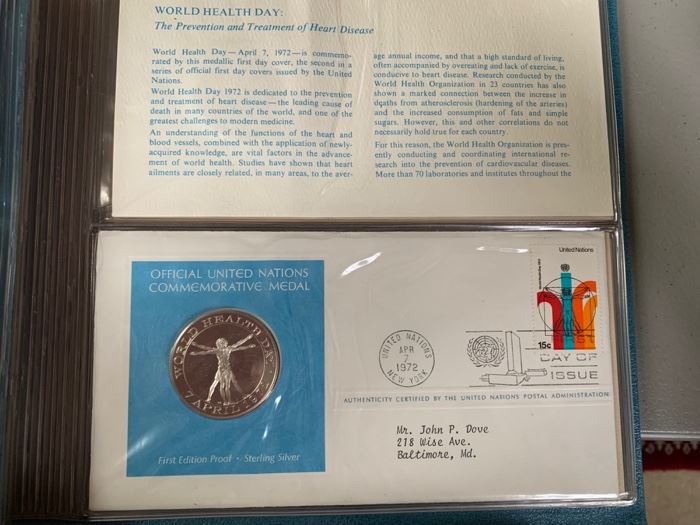 WORLD HEALTH DAY:
The Prevention and Treatment of Heart Disease
World Health Day—April 7, 1972—is commemo-
rated by this medallic first day cover, the second in a
series of official first day covers issued by the United
Nations.
World Health Day 1972 is dedicated to the prevention
and treatment of heart disease—the leading cause of
death in many countries of the world, and one of the
greatest challenges to modern medicine.
An understanding of the functions of the heart and
blood vessels, combined with the application of newly-
acquired knowledge, are vital factors in the advance-
ment of world health. Studies have shown that heart
ailments are closely related, in many areas, to the aver-
age annual income, and that a high standard of living,
often accompanied by overeating and lack of exercise, is
conducive to heart disease. Research conducted by the
World Health Organization in 23 countries has also
shown a marked connection between the increase in
deaths from atherosclerosis (hardening of the arteries)
and the increased consumption of fats and simple
sugars. However, this and other correlations do not
necessarily hold true for each country.
For this reason, the World Health Organization is pres-
ently conducting and coordinating international re-
search into the prevention of cardiovascular diseases.
More than 70 laboratories and institutes throughout the
OFFICIAL UNITED NATIONS
COMMEMORATIVE MEDAL
WORLD HEALTH DAY
7 APRIL
First Edition Proof · Sterling Silver
UNITED NATIONS
APR
7
1972
NEW YORK
United Nations
World Health Day 1972
15c
DAY OF
ISSUE
AUTHENTICITY CERTIFIED BY THE UNITED NATIONS POSTAL ADMINISTRATION
Mr. John P. Dove
218 Wise Ave.
Baltimore, Md.